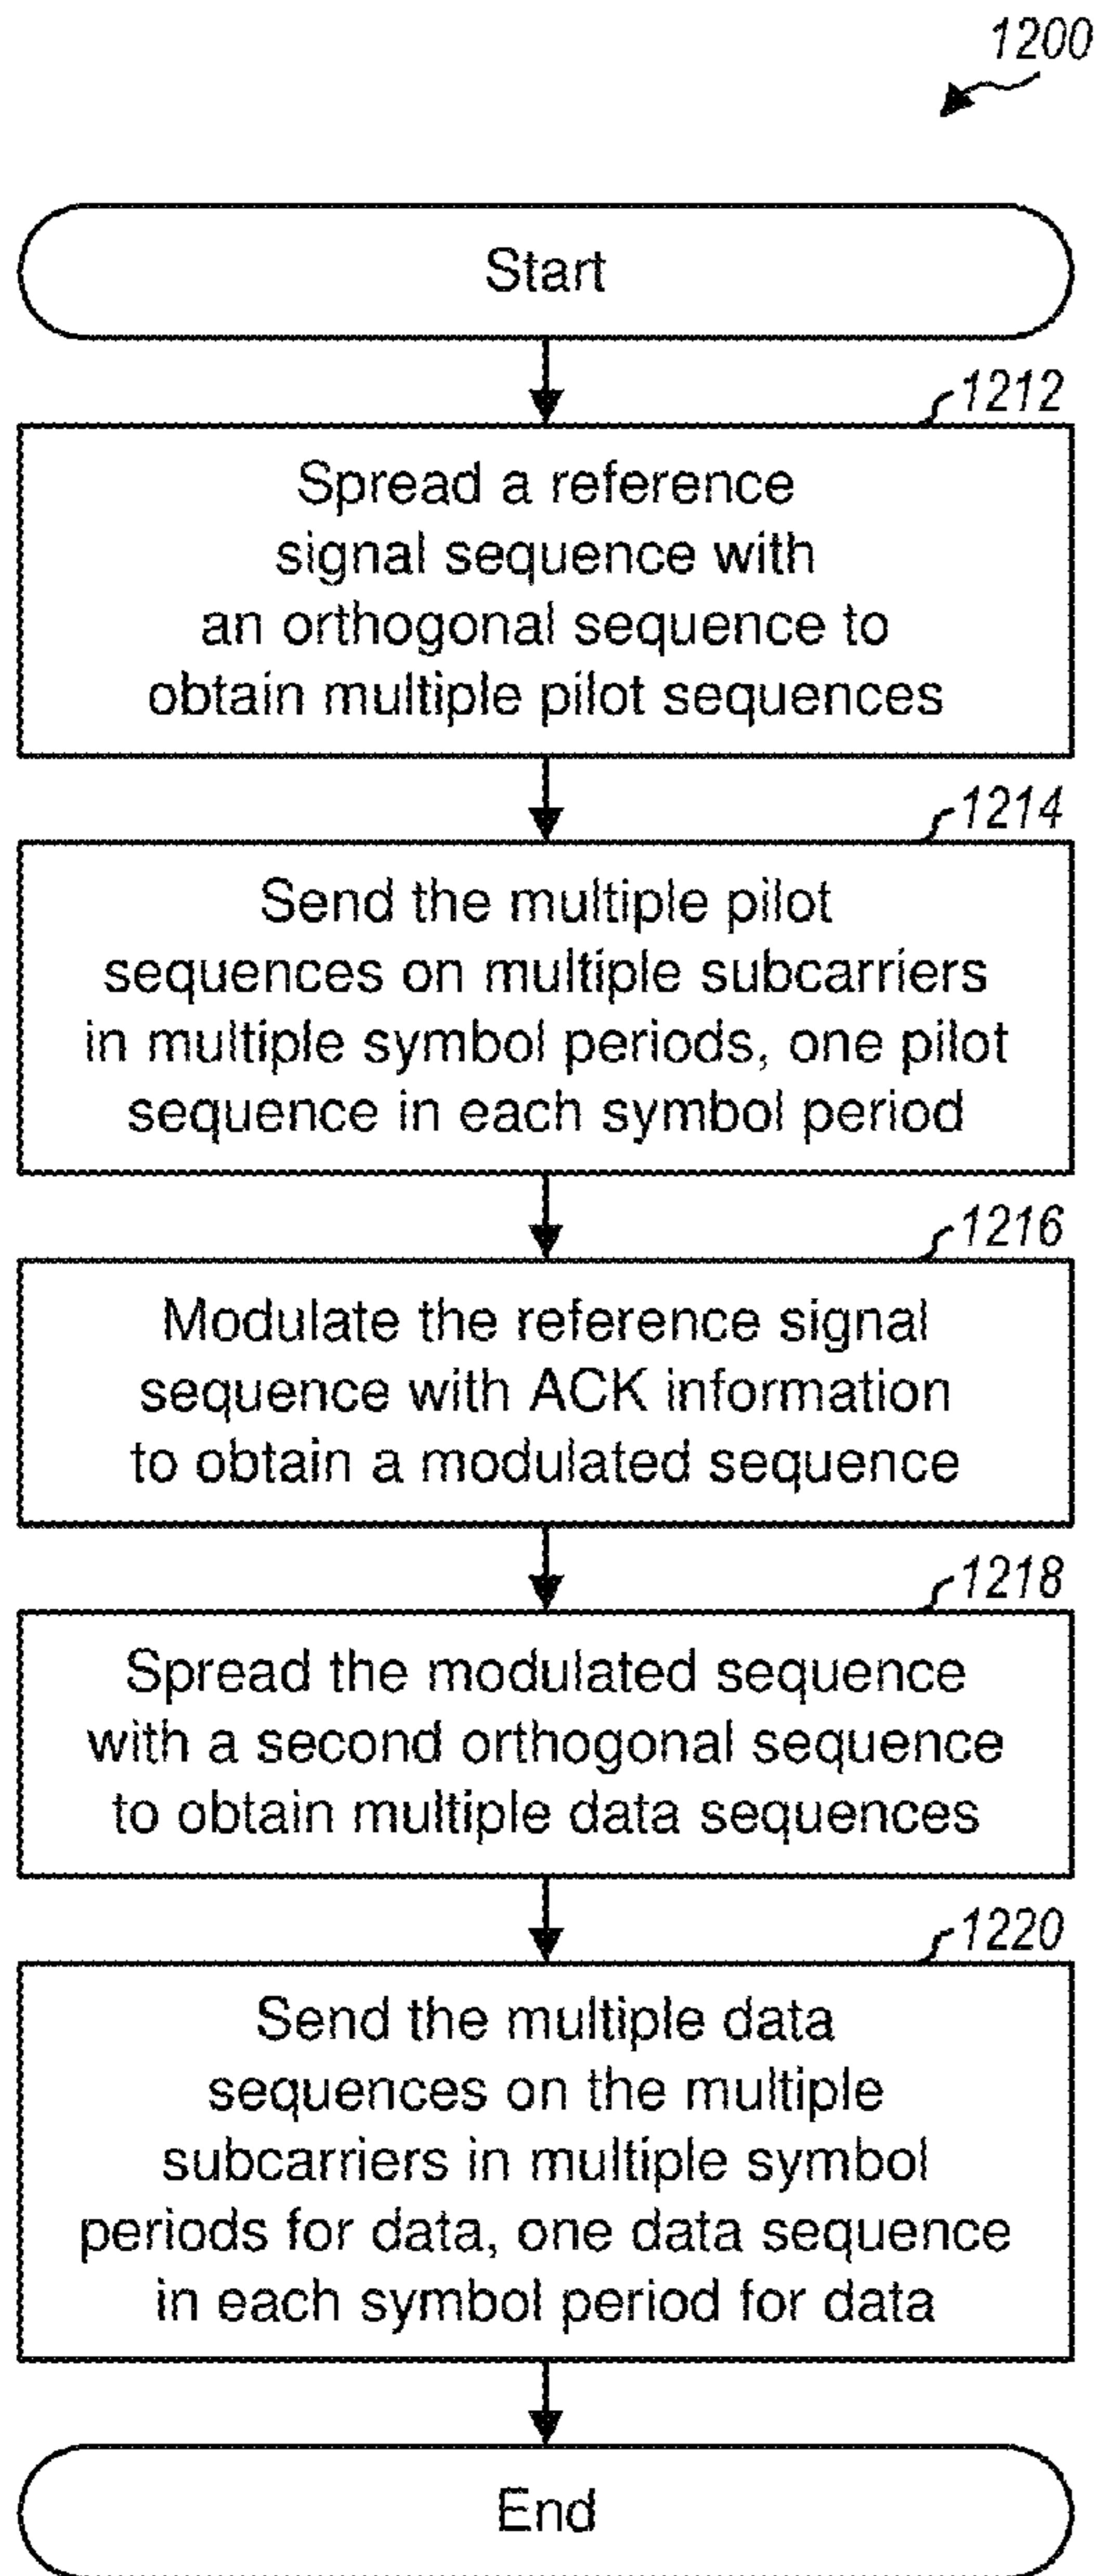 1200
Start
1212
Spread a reference
signal sequence with
an orthogonal sequence to
obtain multiple pilot sequences
1214
Send the multiple pilot
sequences on multiple subcarriers
in multiple symbol periods, one pilot
sequence in each symbol period
1216
Modulate the reference signal
sequence with ACK information
to obtain a modulated sequence
1218
Spread the modulated sequence
with a second orthogonal sequence
to obtain multiple data sequences
1220
Send the multiple data
sequences on the multiple
subcarriers in multiple symbol
periods for data, one data sequence
in each symbol period for data
End